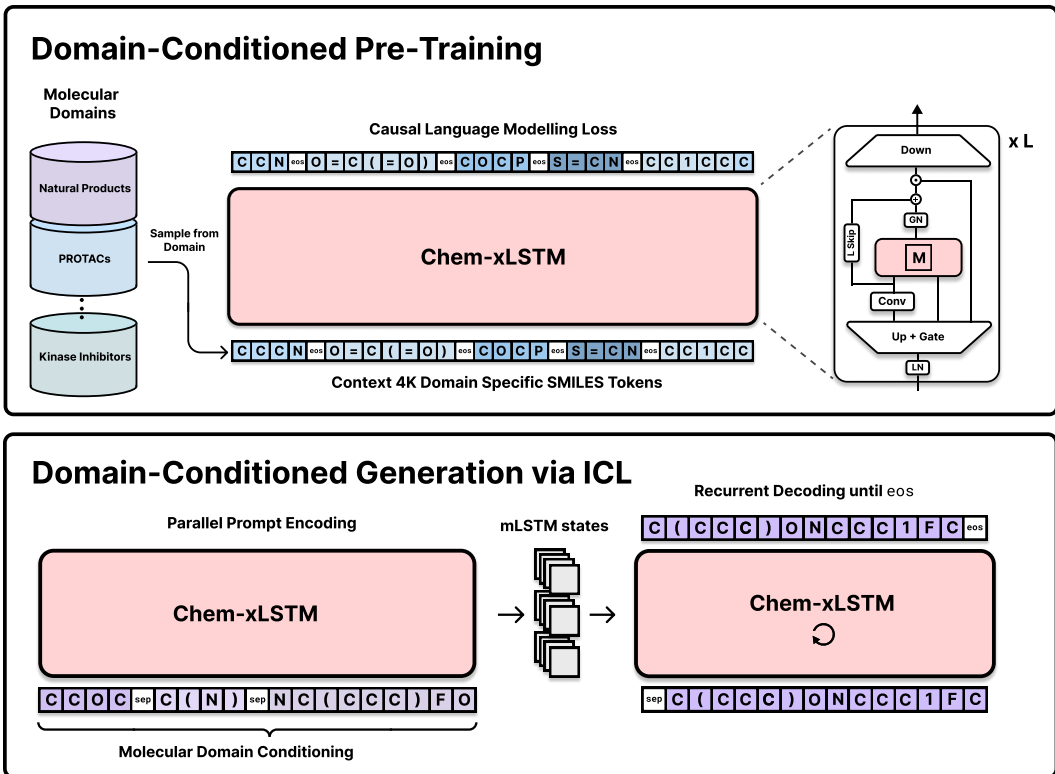 Domain-Conditioned Pre-Training
Molecular
Domains
Natural Products
PROTACs
Kinase Inhibitors
Sample from
Domain
Causal Language Modelling Loss
C C N eos O = C ( = O ) eos C O C P eos S = C N eos C C 1 C C C
Chem-xLSTM
C C C N eos O = C ( = O ) eos C O C P eos S = C N eos C C 1 C C
Context 4K Domain Specific SMILES Tokens
x L
Down
GN
L Skip
M
Conv
Up + Gate
LN
Domain-Conditioned Generation via ICL
Parallel Prompt Encoding
Chem-xLSTM
C C O C sep C ( N ) sep N C ( C C C ) F O
Molecular Domain Conditioning
mLSTM states
Recurrent Decoding until eos
C ( C C C ) O N C C C 1 F C eos
Chem-xLSTM
sep C ( C C C ) O N C C C 1 F C